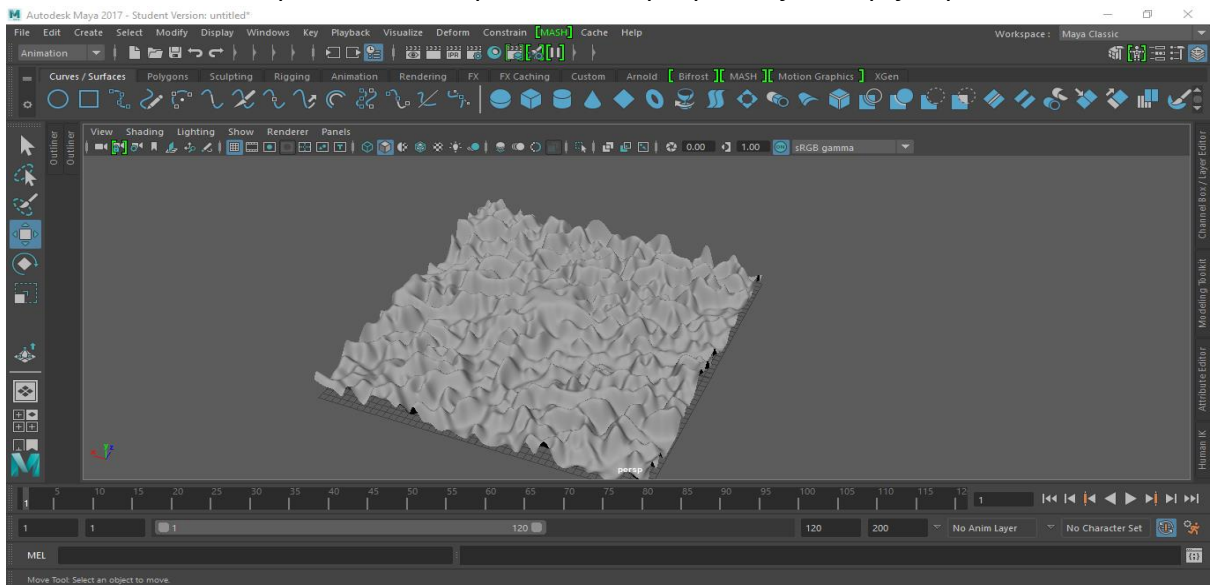 Autodesk Maya 2017 - Student Version: untitled*
File Edit Create Select Modify Display Windows Key Playback Visualize Deform Constrain [MASH] Cache Help Workspace: Maya Classic
Animation
Curves / Surfaces Polygons Sculpting Rigging Animation Rendering FX FX Caching Custom Arnold [ Bifrost ][ MASH ][ Motion Graphics ] XGen
View Shading Lighting Show Renderer Panels
0.00 1.00 sRGB gamma
Outliner
Outliner
Channel Box / Layer Editor
Modeling Toolkit
Attribute Editor
Human IK
persp
5 10 15 20 25 30 35 40 45 50 55 60 65 70 75 80 85 90 95 100 105 110 115 12
1 1
1 1 1 120 120 200 No Anim Layer No Character Set
MEL
Move Tool: Select an object to move.